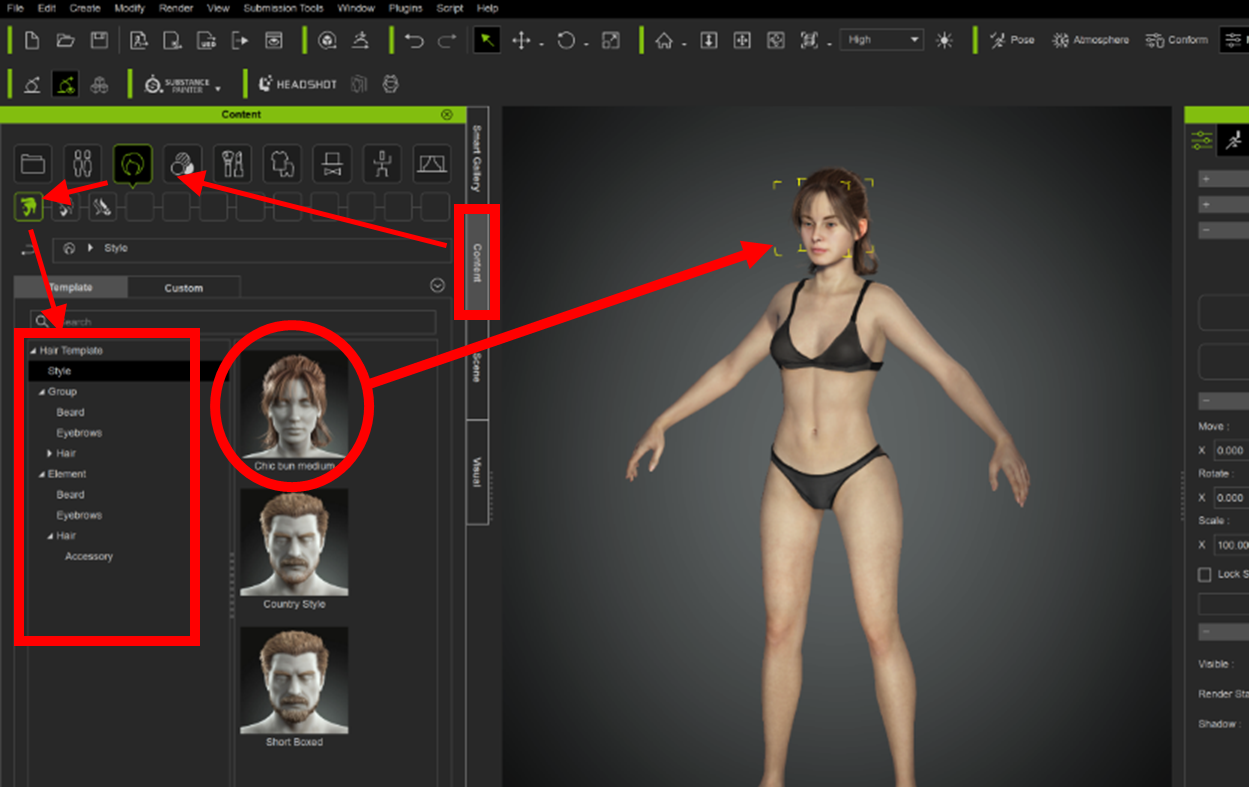 File Edit Create Modify Render View Submission Tools Window Plugins Script Help
High Pose Atmosphere Conform
SUBSTANCE PAINTER HEADSHOT
Content
Smart Gallery
Content
Scene
Visual
Style
Template Custom
Hair Template
Style
Group
Beard
Eyebrows
Hair
Element
Beard
Eyebrows
Hair
Accessory
Chic bun medium
Country Style
Short Boxed
Move :
X 0.000
Rotate :
X 0.000
Scale :
X 100.00
Lock S
Visible :
Render Sta
Shadow :